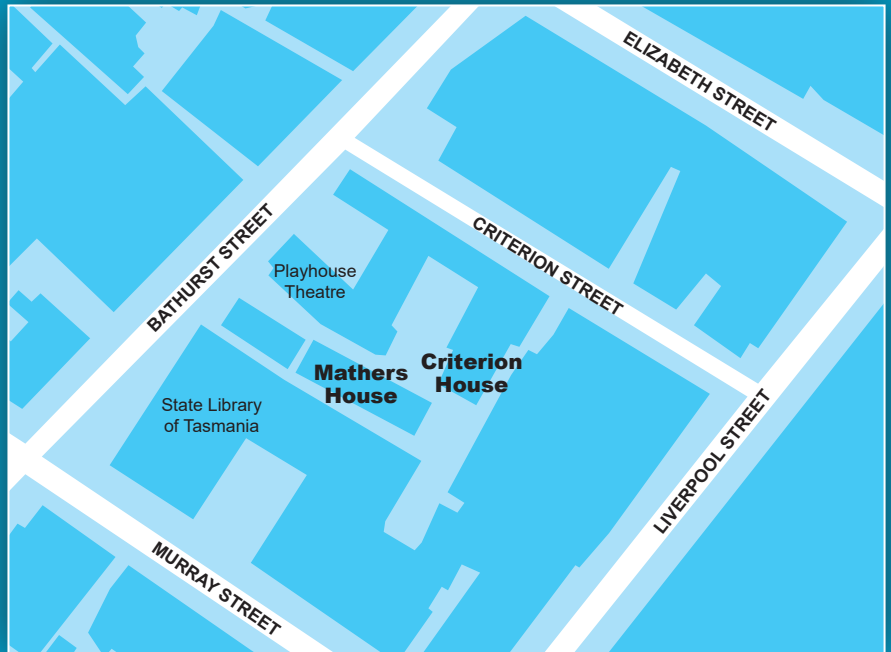 ELIZABETH STREET
CRITERION STREET
BATHURST STREET
Playhouse
Theatre
Mathers
House
Criterion
House
State Library
of Tasmania
LIVERPOOL STREET
MURRAY STREET